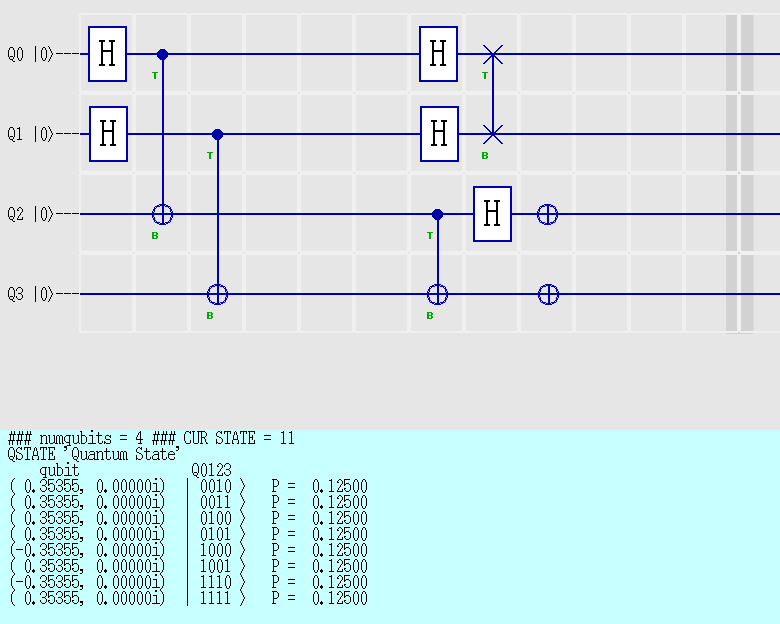 Q0 |0⟩--- H H
T T
Q1 |0⟩--- H H
T B
Q2 |0⟩--- H
B T
Q3 |0⟩---
B B
### numqubits = 4 ### CUR STATE = 11
QSTATE 'Quantum State'
qubit Q0123
( 0.35355, 0.00000i) | 0010 ⟩ P = 0.12500
( 0.35355, 0.00000i) | 0011 ⟩ P = 0.12500
( 0.35355, 0.00000i) | 0100 ⟩ P = 0.12500
( 0.35355, 0.00000i) | 0101 ⟩ P = 0.12500
(-0.35355, 0.00000i) | 1000 ⟩ P = 0.12500
( 0.35355, 0.00000i) | 1001 ⟩ P = 0.12500
(-0.35355, 0.00000i) | 1110 ⟩ P = 0.12500
( 0.35355, 0.00000i) | 1111 ⟩ P = 0.12500